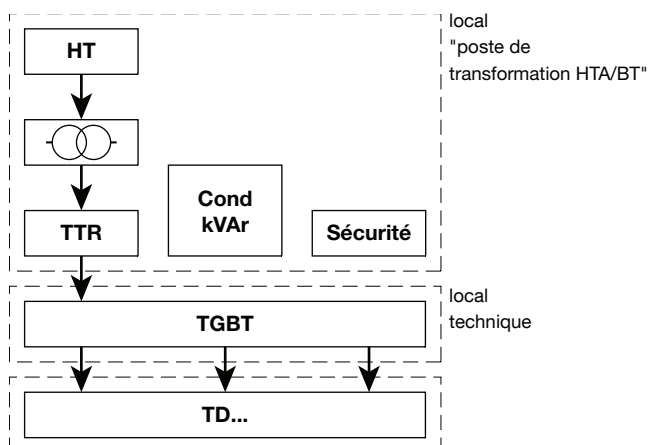 local
"poste de
transformation HTA/BT"
HT
Cond
kVAr
TTR
Sécurité
local
technique
TGBT
TD...